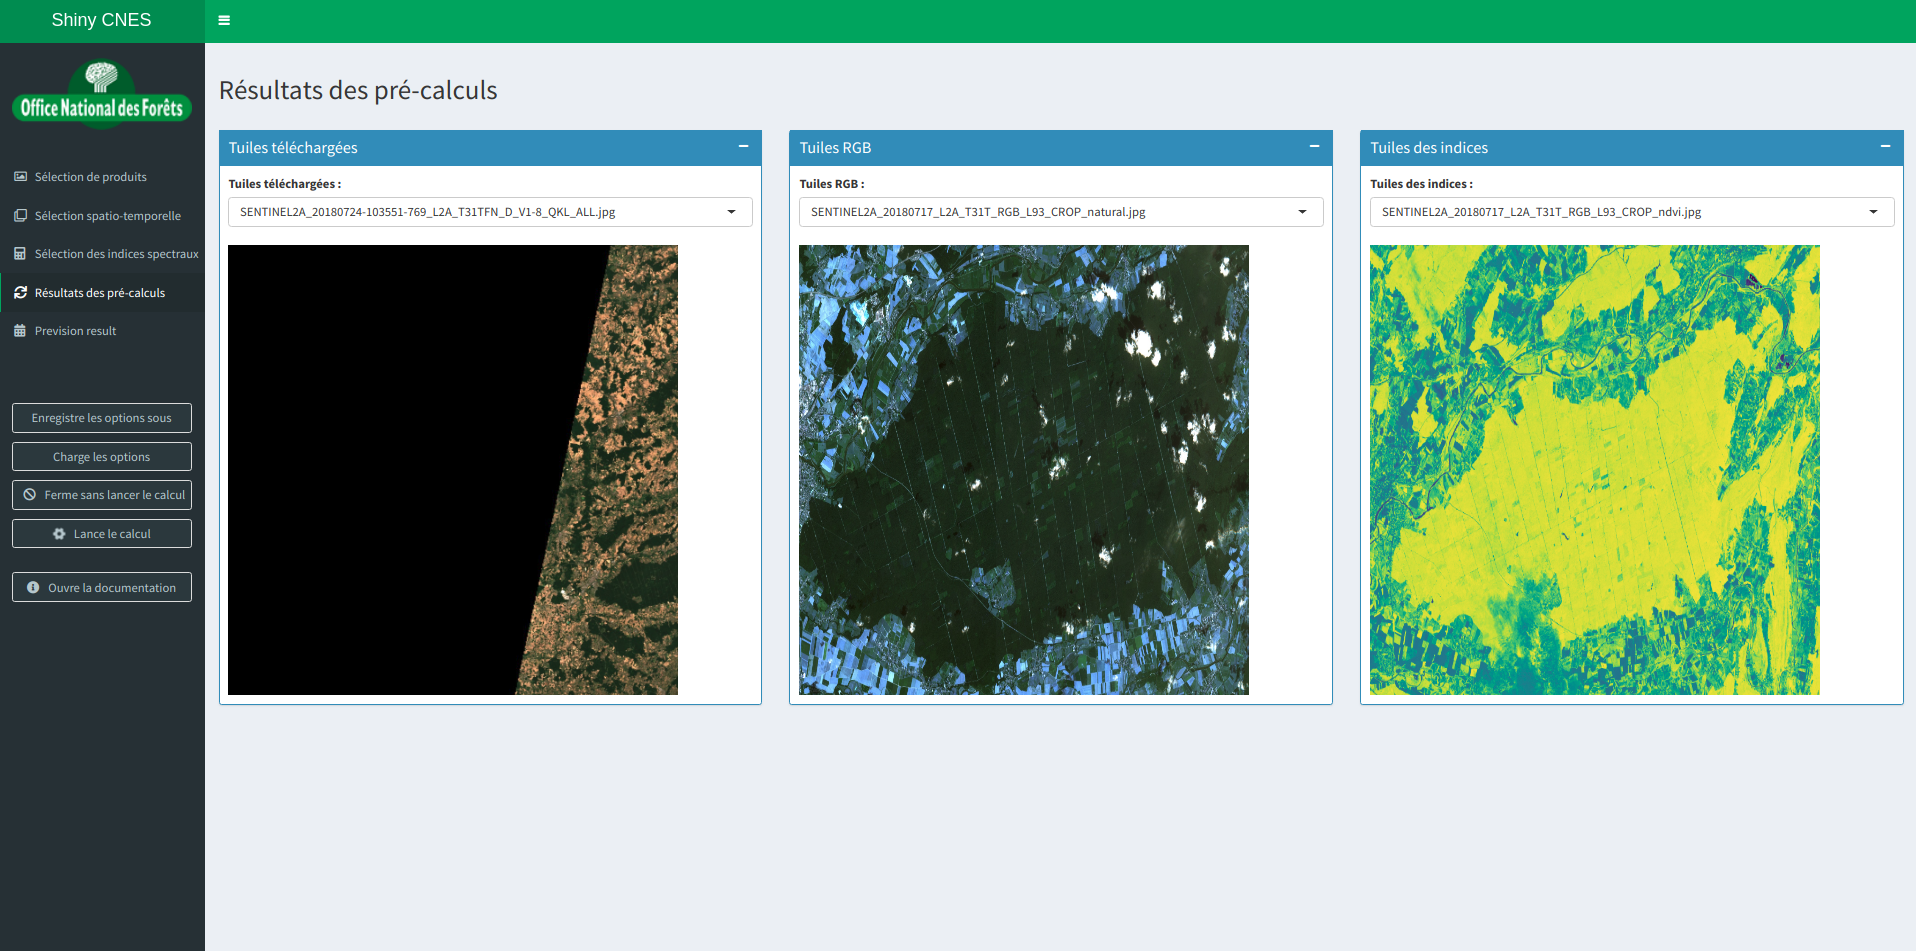 Shiny CNES
Office National des Forêts
Sélection de produits
Sélection spatio-temporelle
Sélection des indices spectraux
Résultats des pré-calculs
Prevision result
Enregistre les options sous
Charge les options
Ferme sans lancer le calcul
Lance le calcul
Ouvre la documentation
Résultats des pré-calculs
Tuiles téléchargées
Tuiles téléchargées :
SENTINEL2A_20180724-103551-769_L2A_T31TFN_D_V1-8_QKL_ALL.jpg
Tuiles RGB
Tuiles RGB :
SENTINEL2A_20180717_L2A_T31T_RGB_L93_CROP_natural.jpg
Tuiles des indices
Tuiles des indices :
SENTINEL2A_20180717_L2A_T31T_RGB_L93_CROP_ndvi.jpg